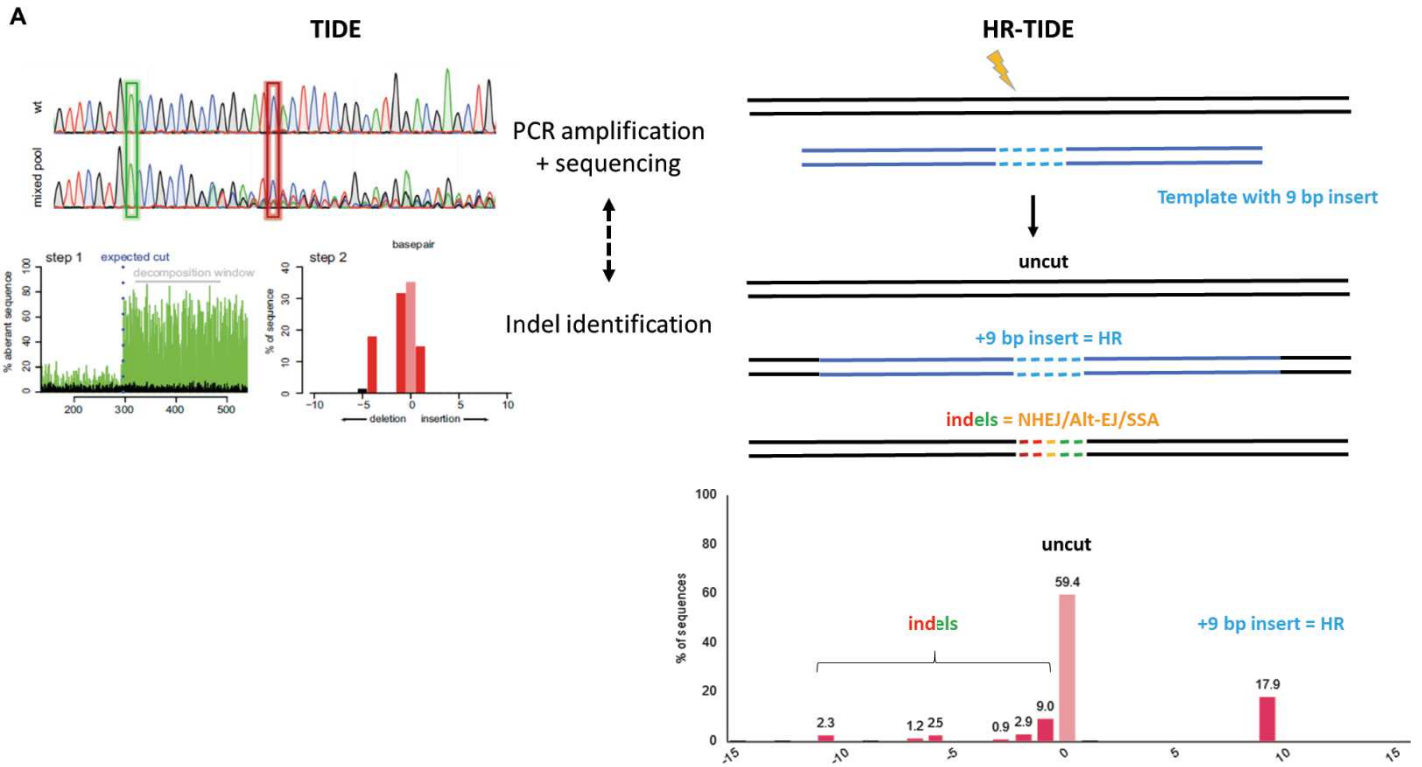 A
TIDE
wt
mixed pool
PCR amplification
+ sequencing
Indel identification
step 1
expected cut
decomposition window
% aberant sequence
100
80
60
40
20
0
200 300 400 500
basepair
step 2
% of sequence
40
30
20
10
0
−10 −5 0 5 10
deletion insertion
HR-TIDE
Template with 9 bp insert
uncut
+9 bp insert = HR
indels = NHEJ/Alt-EJ/SSA
% of sequences
100
80
60
40
20
0
uncut
59.4
indels
+9 bp insert = HR
2.3 1.2 2.5 0.9 2.9 9.0 17.9
-15 -10 -5 0 5 10 15